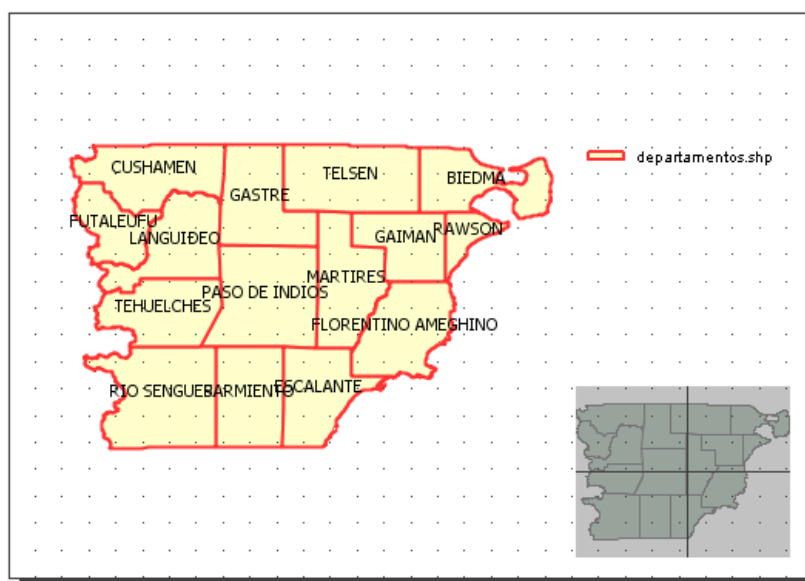 CUSHAMEN
TELSEN
BIEDMA
departamentos.shp
GASTRE
FUTALEUFU
LANGUIÐEO
GAIMAN
RAWSON
MARTIRES
PASO DE INDIOS
TEHUELCHES
FLORENTINO AMEGHINO
RIO SENGUER
SARMIENTO
ESCALANTE